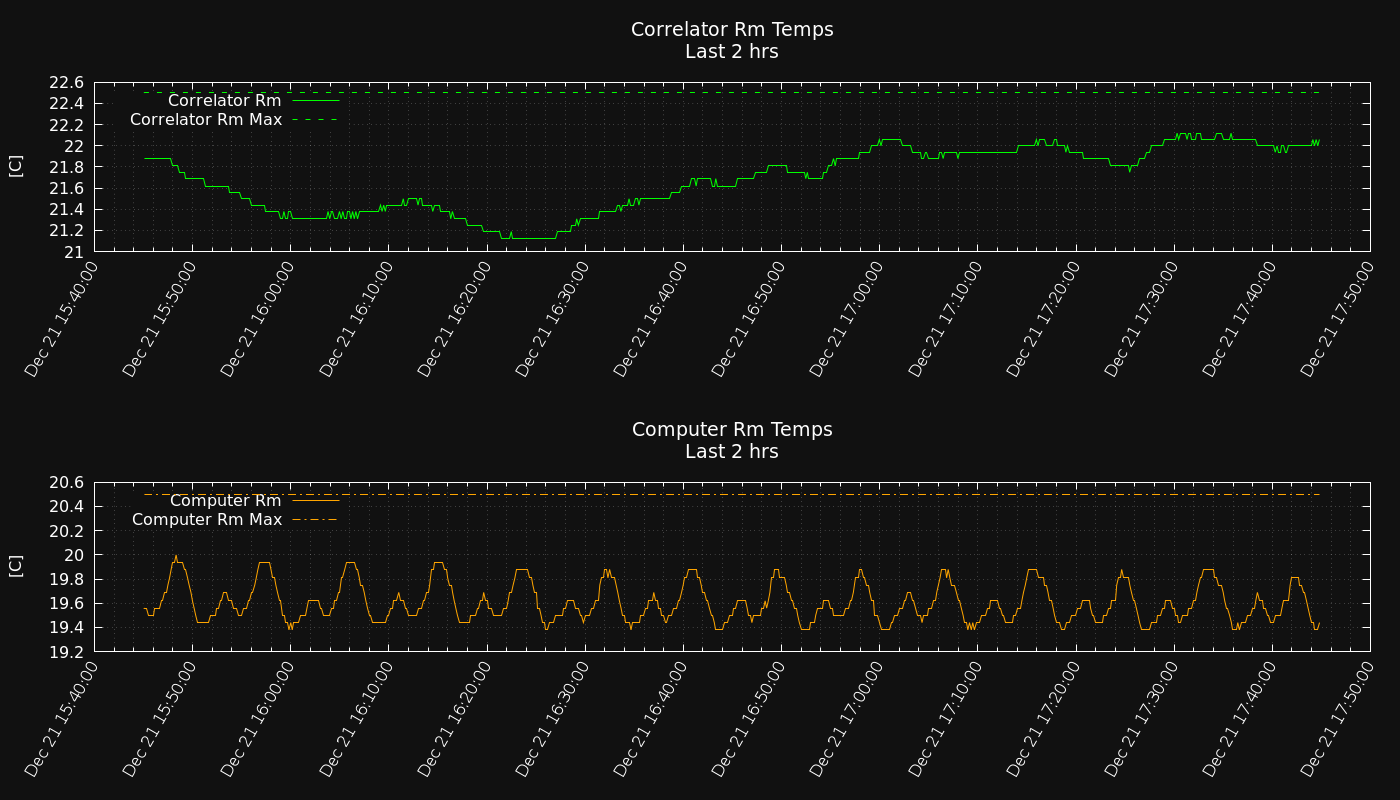 Correlator Rm Temps
Last 2 hrs
22.6
22.4
22.2
22
21.8
21.6
21.4
21.2
21
[C]
Correlator Rm
Correlator Rm Max
Dec 21 15:40:00
Dec 21 15:50:00
Dec 21 16:00:00
Dec 21 16:10:00
Dec 21 16:20:00
Dec 21 16:30:00
Dec 21 16:40:00
Dec 21 16:50:00
Dec 21 17:00:00
Dec 21 17:10:00
Dec 21 17:20:00
Dec 21 17:30:00
Dec 21 17:40:00
Dec 21 17:50:00
Computer Rm Temps
Last 2 hrs
20.6
20.4
20.2
20
19.8
19.6
19.4
19.2
[C]
Computer Rm
Computer Rm Max
Dec 21 15:40:00
Dec 21 15:50:00
Dec 21 16:00:00
Dec 21 16:10:00
Dec 21 16:20:00
Dec 21 16:30:00
Dec 21 16:40:00
Dec 21 16:50:00
Dec 21 17:00:00
Dec 21 17:10:00
Dec 21 17:20:00
Dec 21 17:30:00
Dec 21 17:40:00
Dec 21 17:50:00